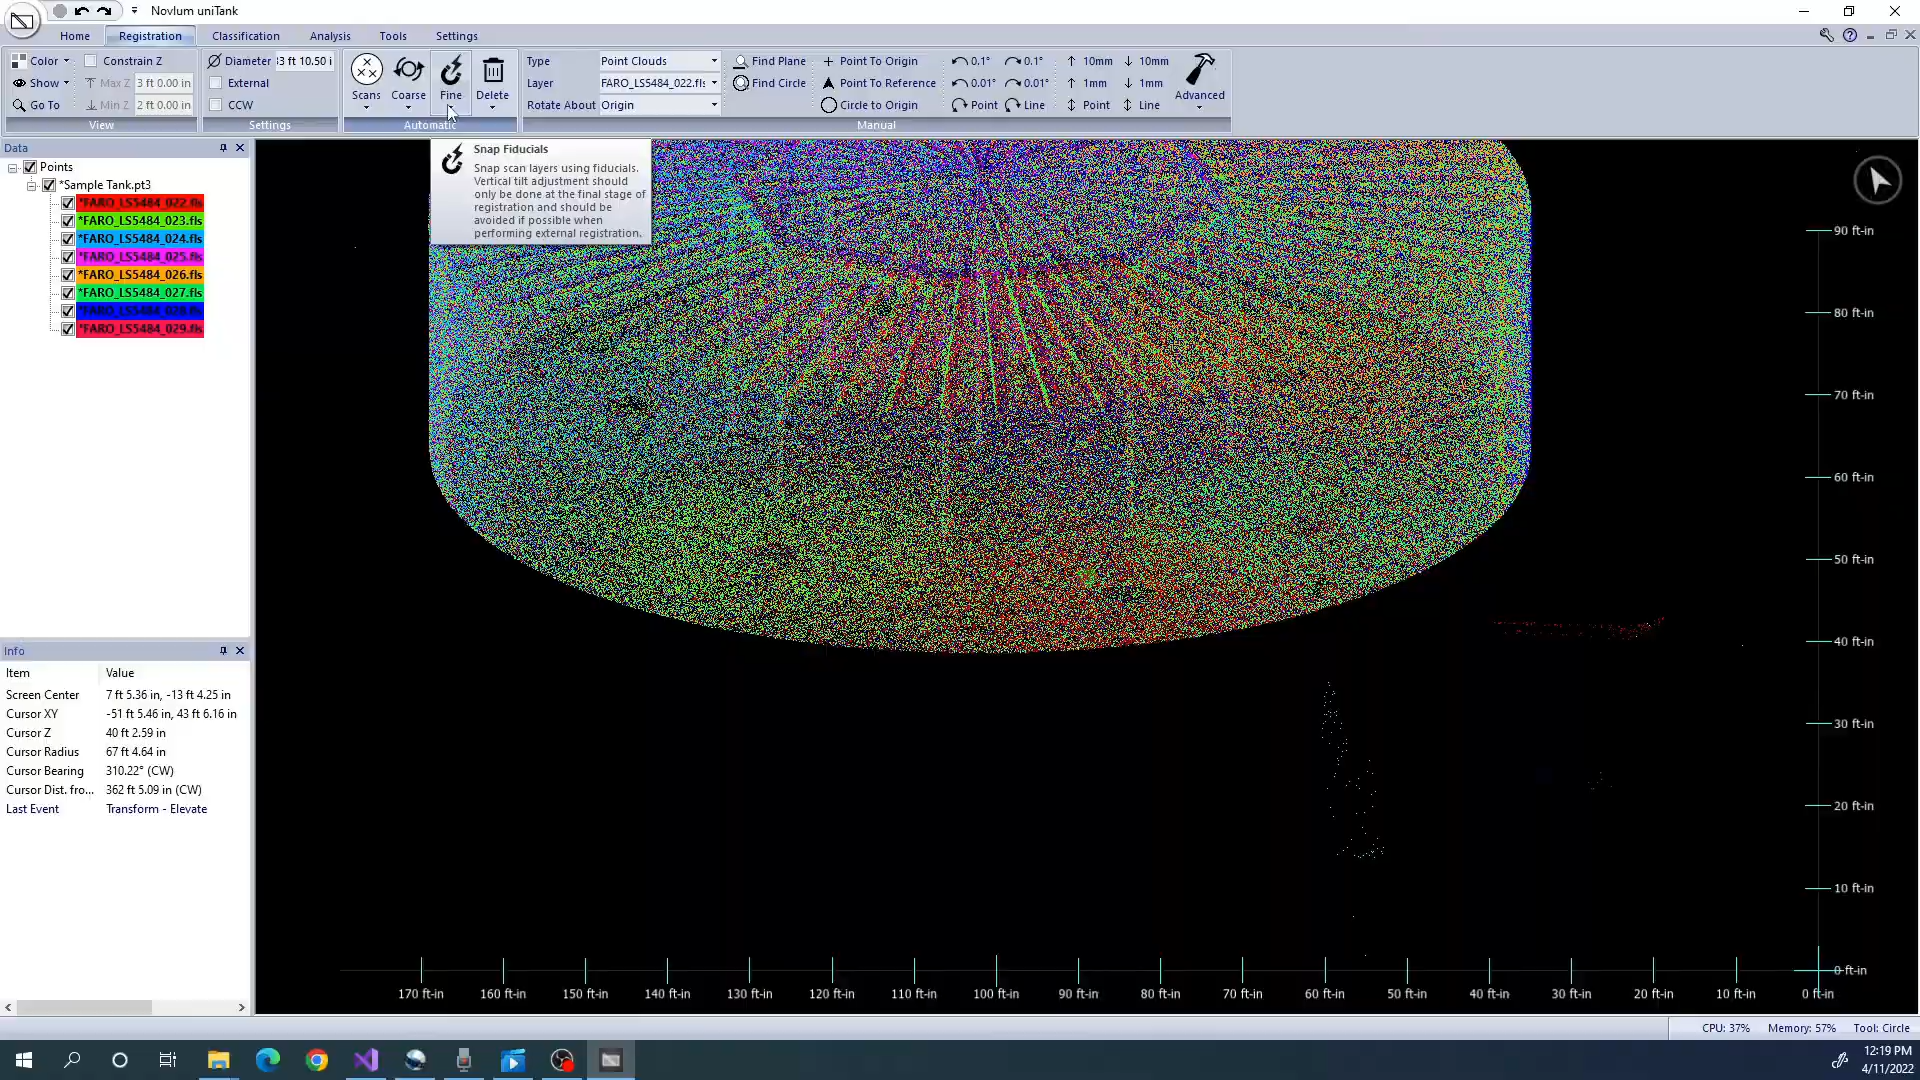 Novlum uniTank
Home Registration Classification Analysis Tools Settings
Color Constrain Z
Show Max Z 3 ft 0.00 in
Go To Min Z 2 ft 0.00 in
View
Diameter 3 ft 10.50 i
External
CCW
Settings
Scans Coarse Fine Delete
Automatic
Type Point Clouds
Layer FARO_LS5484_022.fls
Rotate About Origin
Find Plane Point To Origin 0.1° 0.1° 10mm 10mm
Find Circle Point To Reference 0.01° 0.01° 1mm 1mm
Circle to Origin Point Line Point Line
Advanced
Manual
Data
Points
*Sample Tank.pt3
*FARO_LS5484_022.fls
*FARO_LS5484_023.fls
*FARO_LS5484_024.fls
*FARO_LS5484_025.fls
*FARO_LS5484_026.fls
*FARO_LS5484_027.fls
*FARO_LS5484_028.fls
*FARO_LS5484_029.fls
Snap Fiducials
Snap scan layers using fiducials.
Vertical tilt adjustment should
only be done at the final stage of
registration and should be
avoided if possible when
performing external registration.
90 ft-in
80 ft-in
70 ft-in
60 ft-in
50 ft-in
40 ft-in
30 ft-in
20 ft-in
10 ft-in
0 ft-in
170 ft-in 160 ft-in 150 ft-in 140 ft-in 130 ft-in 120 ft-in 110 ft-in 100 ft-in 90 ft-in 80 ft-in 70 ft-in 60 ft-in 50 ft-in 40 ft-in 30 ft-in 20 ft-in 10 ft-in 0 ft-in
Info
Item Value
Screen Center 7 ft 5.36 in, -13 ft 4.25 in
Cursor XY -51 ft 5.46 in, 43 ft 6.16 in
Cursor Z 40 ft 2.59 in
Cursor Radius 67 ft 4.64 in
Cursor Bearing 310.22° (CW)
Cursor Dist. fro... 362 ft 5.09 in (CW)
Last Event Transform - Elevate
CPU: 37% Memory: 57% Tool: Circle
12:19 PM
4/11/2022